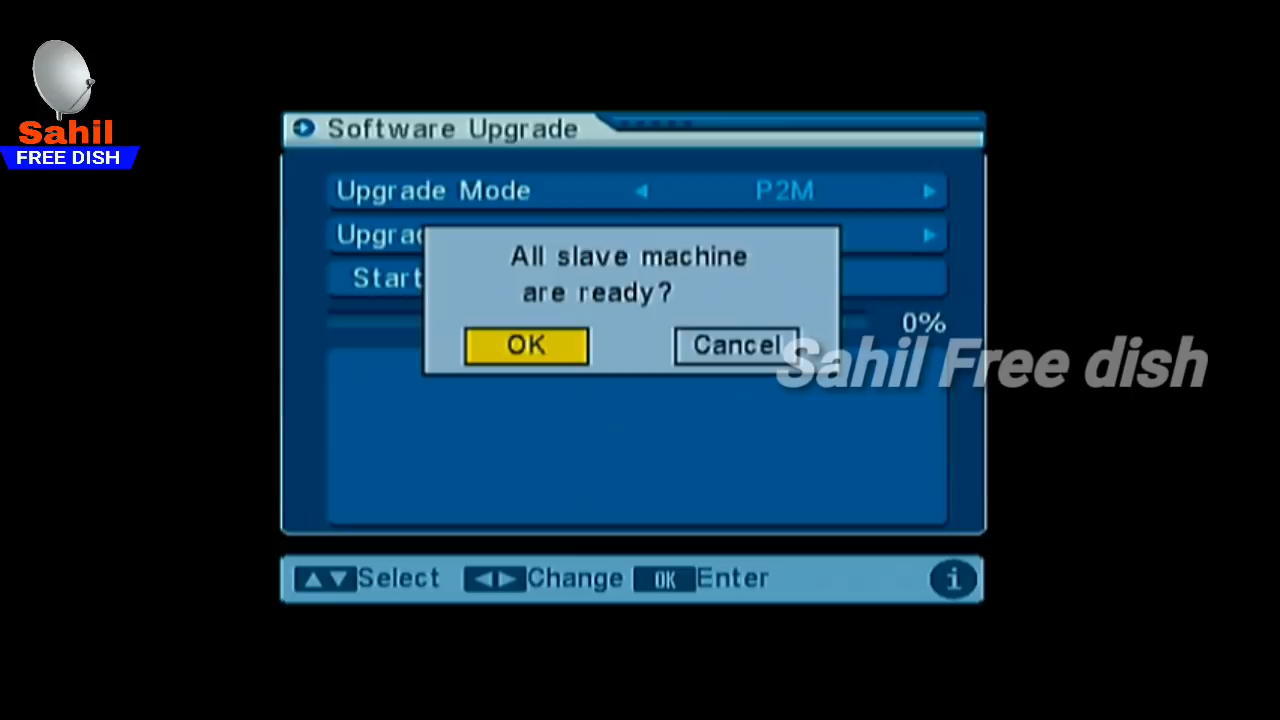 Sahil
FREE DISH
Software Upgrade
Upgrade Mode P2M
Upgrad
All slave machine
are ready?
Start
OK Cancel
0%
Sahil Free dish
Select Change OK Enter i